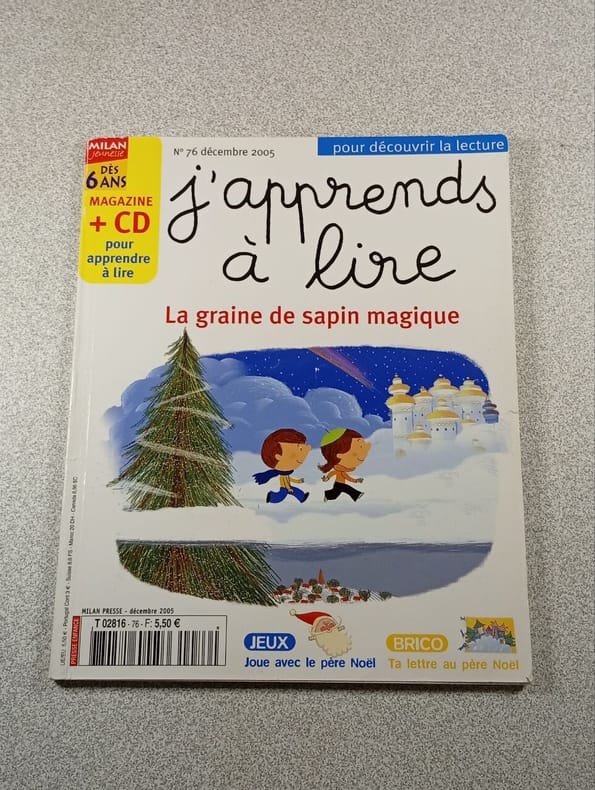 MILAN
jeunesse
N° 76 décembre 2005
pour découvrir la lecture
DÈS
6 ANS
MAGAZINE
+ CD
pour
apprendre
à lire
j'apprends
à lire
La graine de sapin magique
MILAN PRESSE - décembre 2005
T 02816 - 76 - F: 5,50 €
PRESSE ENFANCE
JEUX
Joue avec le père Noël
BRICO
Ta lettre au père Noël